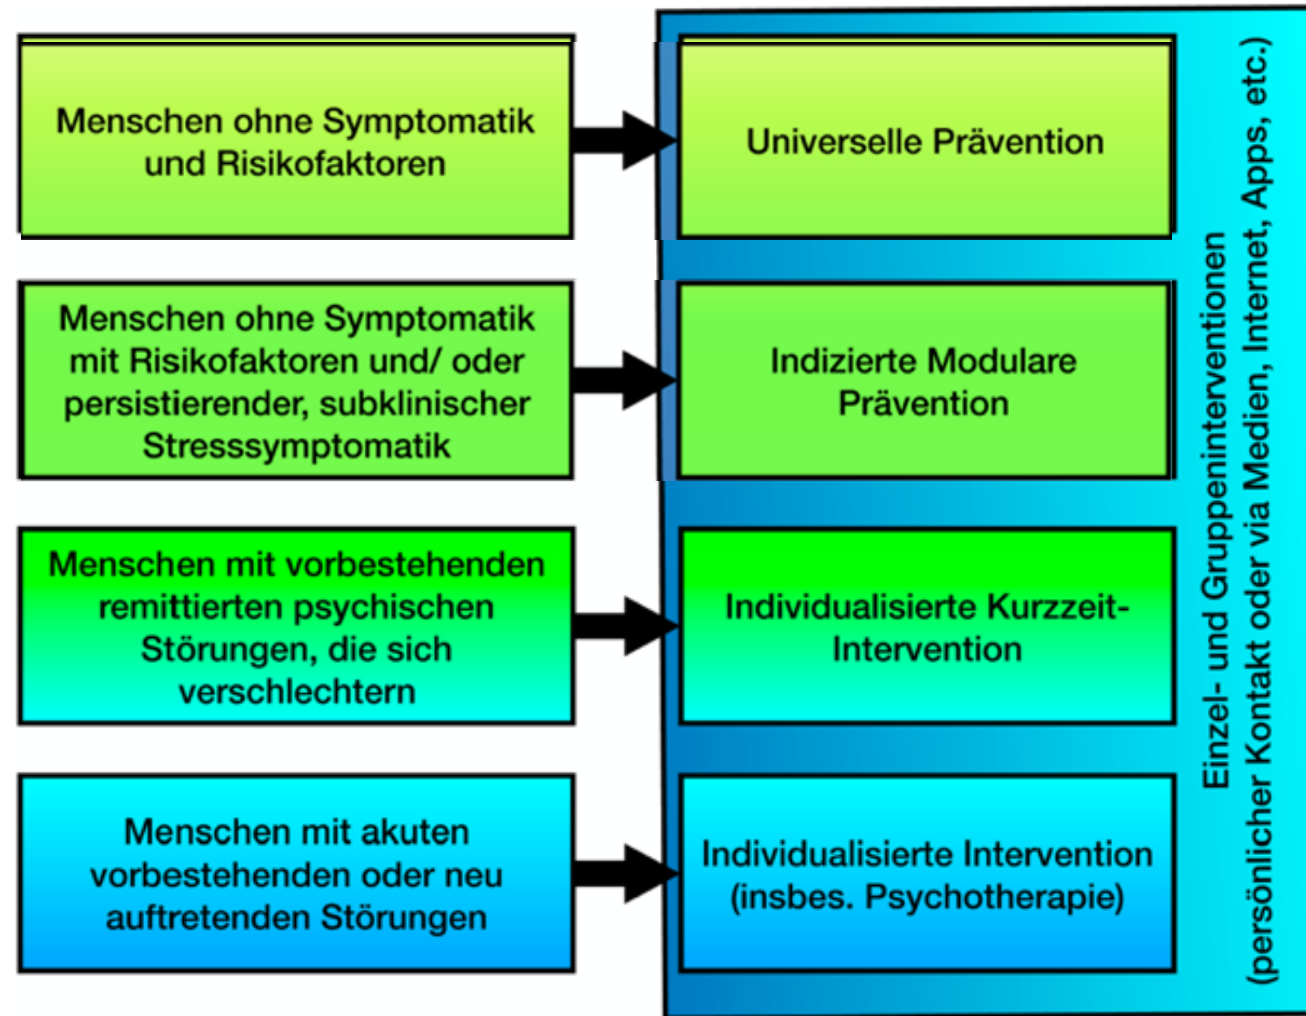 Menschen ohne Symptomatik
und Risikofaktoren
Universelle Prävention
Menschen ohne Symptomatik
mit Risikofaktoren und/ oder
persistierender, subklinischer
Stresssymptomatik
Indizierte Modulare
Prävention
Menschen mit vorbestehenden
remittierten psychischen
Störungen, die sich
verschlechtern
Individualisierte Kurzzeit-
Intervention
Menschen mit akuten
vorbestehenden oder neu
auftretenden Störungen
Individualisierte Intervention
(insbes. Psychotherapie)
Einzel- und Gruppeninterventionen
(persönlicher Kontakt oder via Medien, Internet, Apps, etc.)